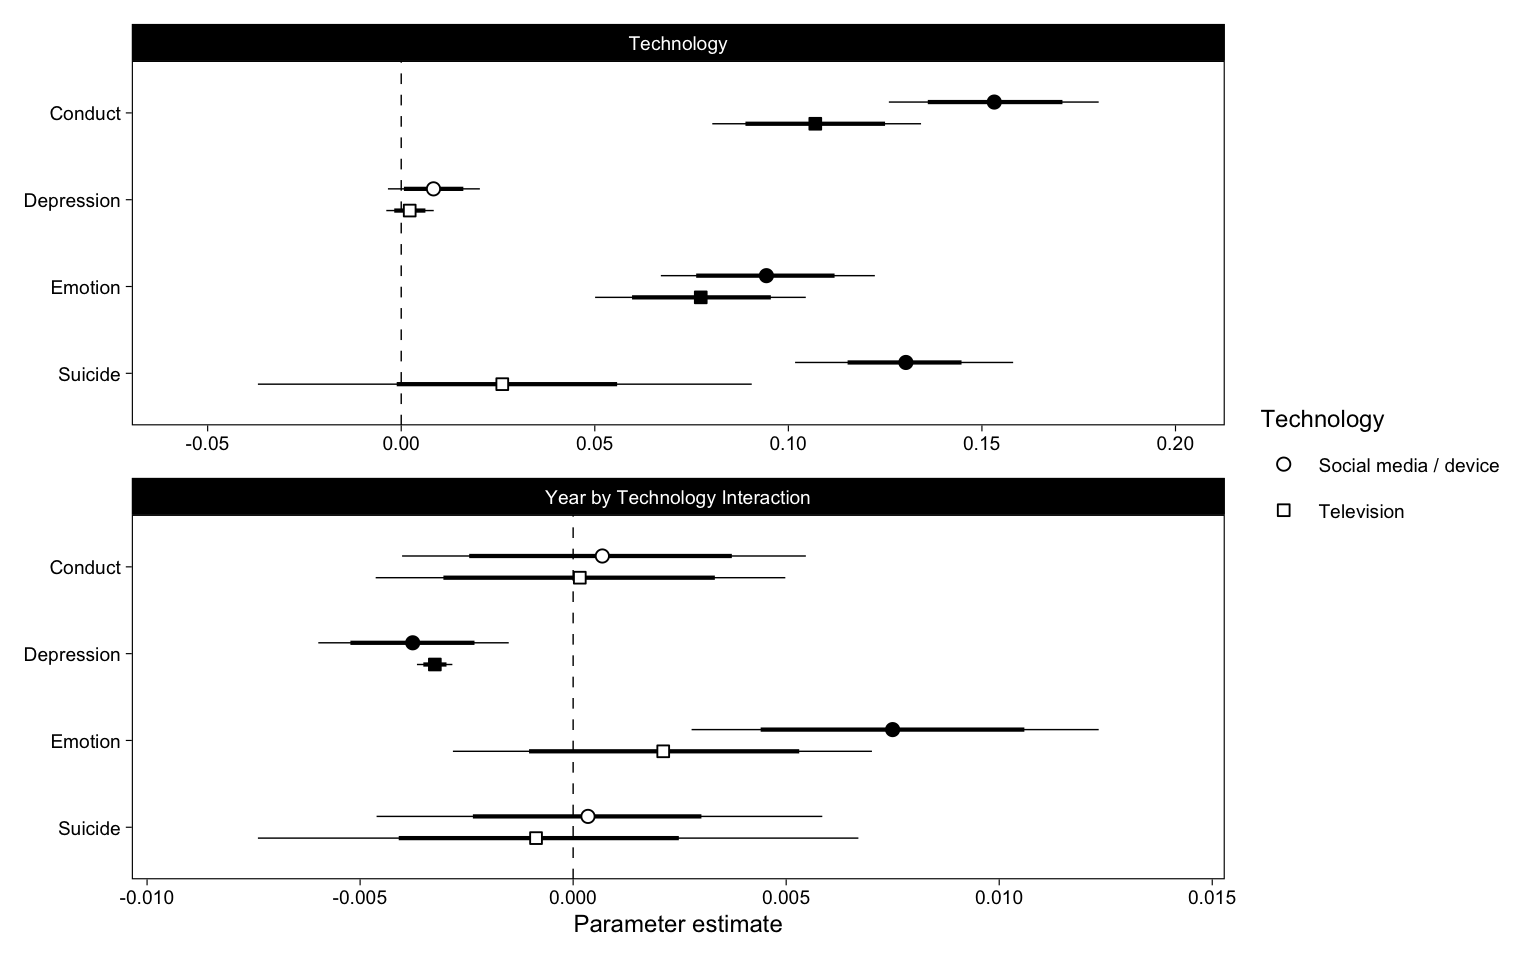 Technology
Conduct
Depression
Emotion
Suicide
-0.05 0.00 0.05 0.10 0.15 0.20
Year by Technology Interaction
Conduct
Depression
Emotion
Suicide
-0.010 -0.005 0.000 0.005 0.010 0.015
Parameter estimate
Technology
Social media / device
Television